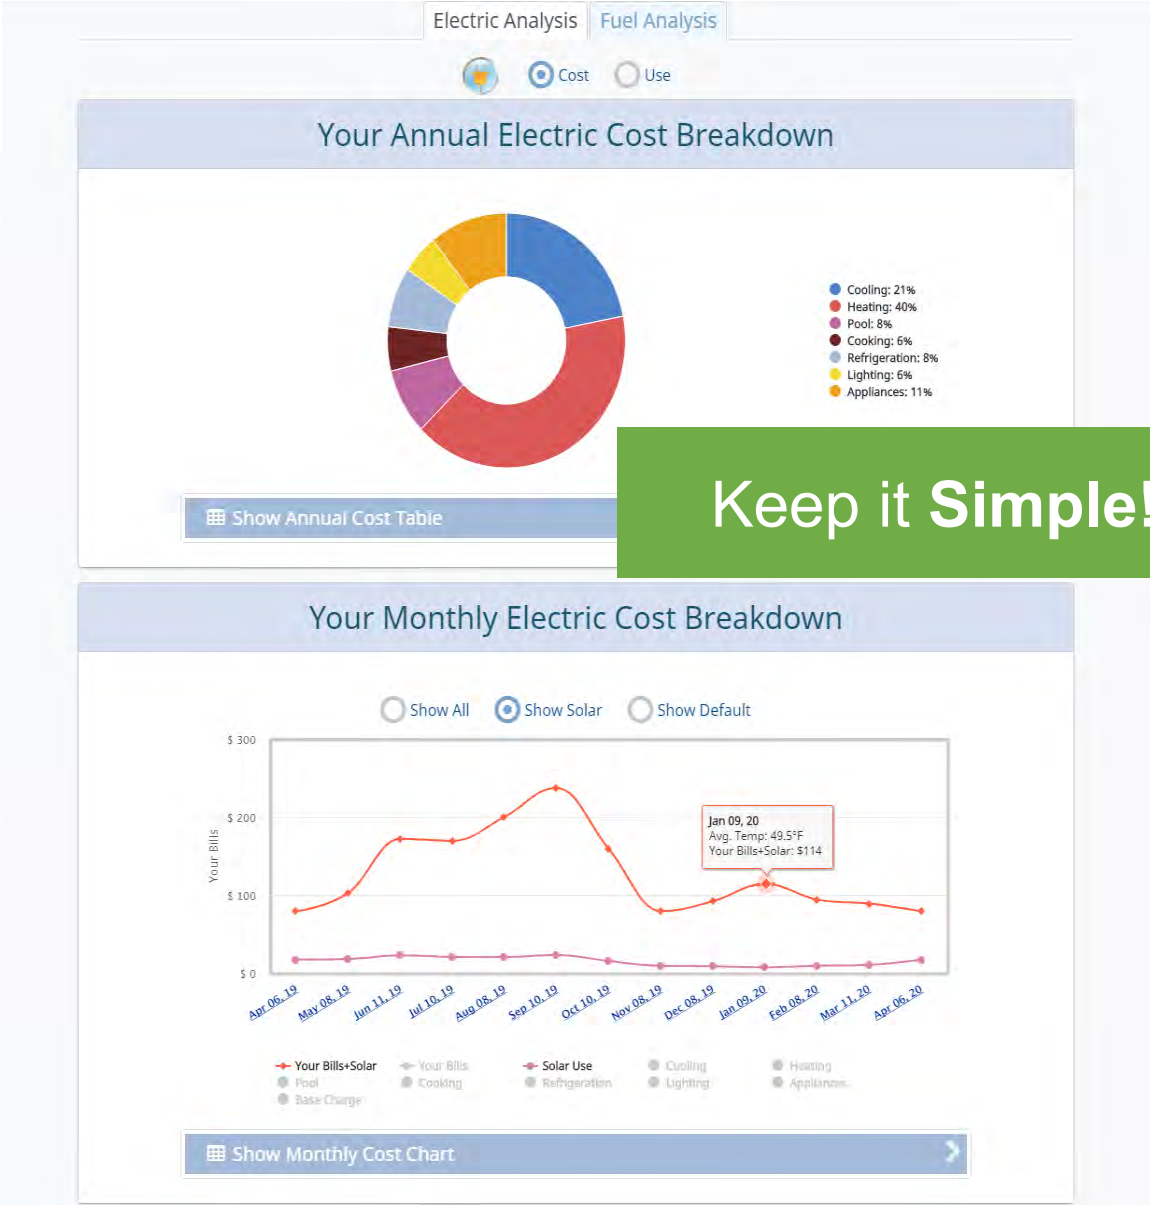 Electric Analysis Fuel Analysis
Cost Use
Your Annual Electric Cost Breakdown
Cooling: 21%
Heating: 40%
Pool: 8%
Cooking: 6%
Refrigeration: 8%
Lighting: 6%
Appliances: 11%
Keep it Simple!
Show Annual Cost Table
Your Monthly Electric Cost Breakdown
Show All Show Solar Show Default
Your Bills
$ 300
$ 200
$ 100
$ 0
Jan 09, 20
Avg. Temp: 49.5°F
Your Bills+Solar: $114
Apr 06, 19 May 08, 19 Jun 11, 19 Jul 10, 19 Aug 08, 19 Sep 10, 19 Oct 10, 19 Nov 08, 19 Dec 08, 19 Jan 09, 20 Feb 08, 20 Mar 11, 20 Apr 06, 20
Your Bills+Solar Your Bills Solar Use Cooling Heating
Pool Cooking Refrigeration Lighting Appliances
Base Charge
Show Monthly Cost Chart